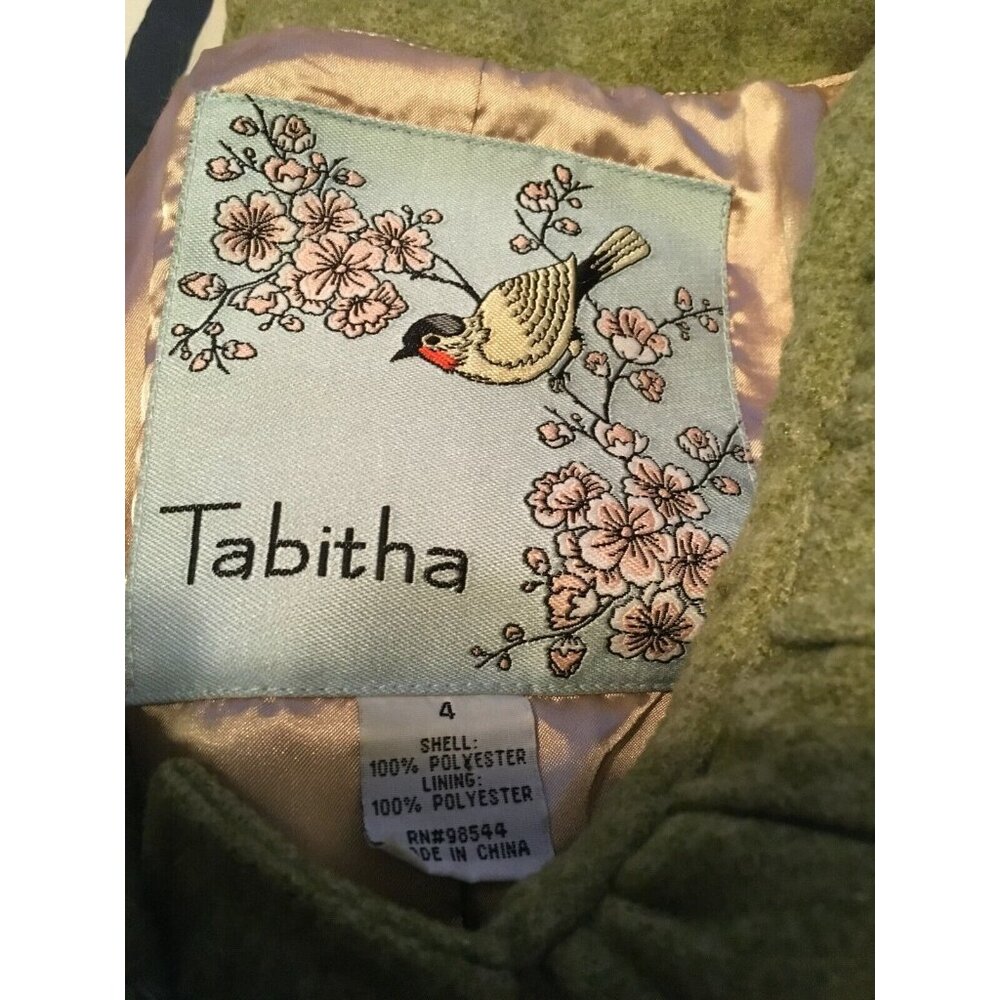 Tabitha
4
SHELL:
100% POLYESTER
LINING:
100% POLYESTER
RN#98544
DE IN CHINA